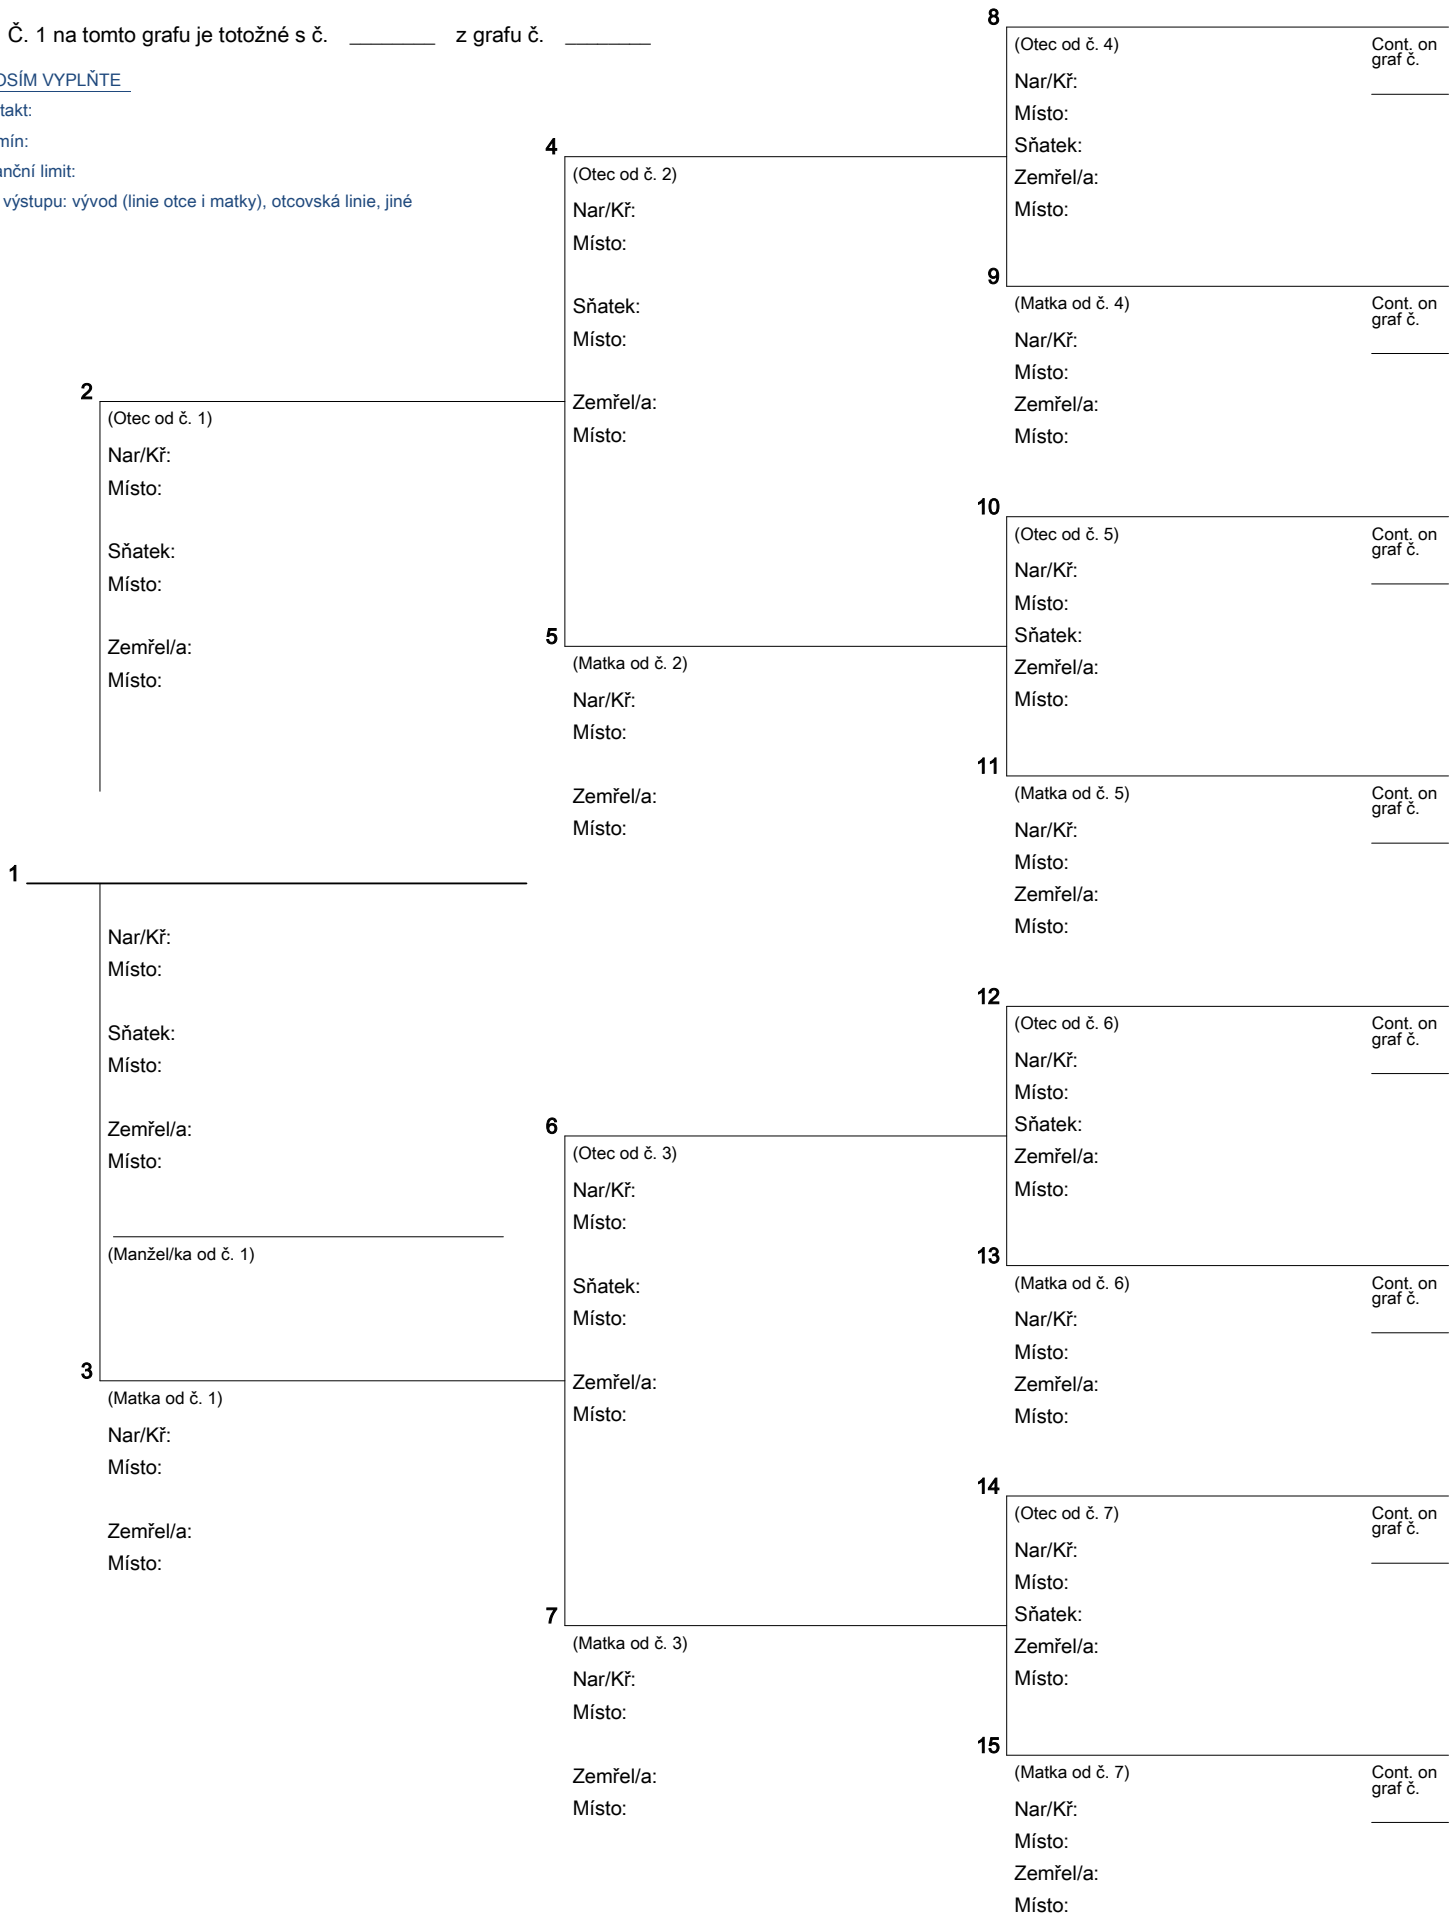 Č. 1 na tomto grafu je totožné s č. ________ z grafu č. ________
OSÍM VYPLŇTE
takt:
mín:
anční limit:
výstupu: vývod (linie otce i matky), otcovská linie, jiné
2
(Otec od č. 1)
Nar/Kř:
Místo:
Sňatek:
Místo:
Zemřel/a:
Místo:
1
Nar/Kř:
Místo:
Sňatek:
Místo:
Zemřel/a:
Místo:
(Manžel/ka od č. 1)
3
(Matka od č. 1)
Nar/Kř:
Místo:
Zemřel/a:
Místo:
4
(Otec od č. 2)
Nar/Kř:
Místo:
Sňatek:
Místo:
Zemřel/a:
Místo:
5
(Matka od č. 2)
Nar/Kř:
Místo:
Zemřel/a:
Místo:
6
(Otec od č. 3)
Nar/Kř:
Místo:
Sňatek:
Místo:
Zemřel/a:
Místo:
7
(Matka od č. 3)
Nar/Kř:
Místo:
Zemřel/a:
Místo:
8
(Otec od č. 4)
Cont. on
graf č.
Nar/Kř:
Místo:
Sňatek:
Zemřel/a:
Místo:
9
(Matka od č. 4)
Cont. on
graf č.
Nar/Kř:
Místo:
Zemřel/a:
Místo:
10
(Otec od č. 5)
Cont. on
graf č.
Nar/Kř:
Místo:
Sňatek:
Zemřel/a:
Místo:
11
(Matka od č. 5)
Cont. on
graf č.
Nar/Kř:
Místo:
Zemřel/a:
Místo:
12
(Otec od č. 6)
Cont. on
graf č.
Nar/Kř:
Místo:
Sňatek:
Zemřel/a:
Místo:
13
(Matka od č. 6)
Cont. on
graf č.
Nar/Kř:
Místo:
Zemřel/a:
Místo:
14
(Otec od č. 7)
Cont. on
graf č.
Nar/Kř:
Místo:
Sňatek:
Zemřel/a:
Místo:
15
(Matka od č. 7)
Cont. on
graf č.
Nar/Kř:
Místo:
Zemřel/a:
Místo: